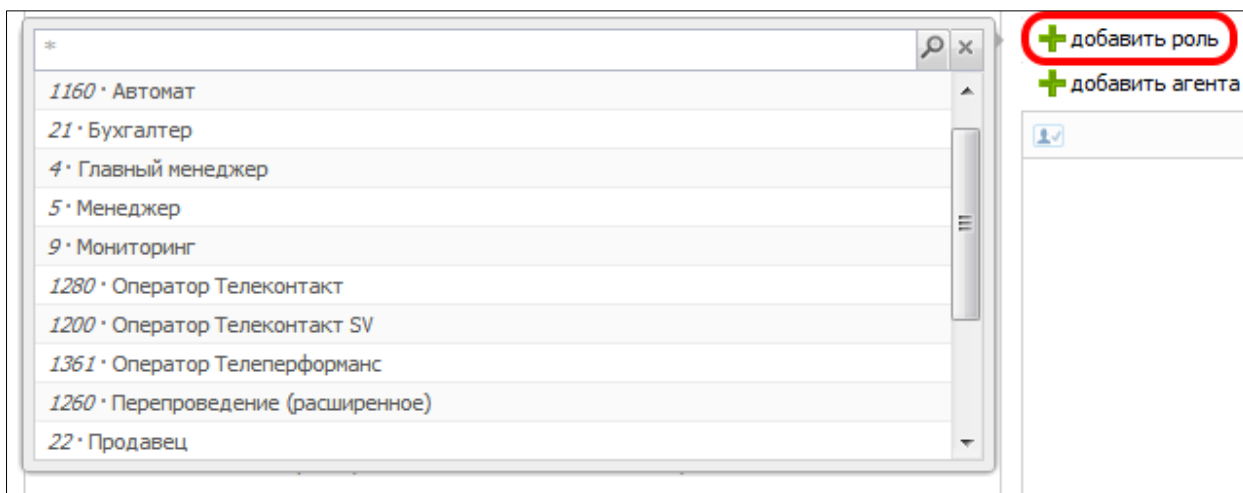 *
1160 · Автомат
21 · Бухгалтер
4 · Главный менеджер
5 · Менеджер
9 · Мониторинг
1280 · Оператор Телеконтакт
1200 · Оператор Телеконтакт SV
1361 · Оператор Телеперформанс
1260 · Перепроведение (расширенное)
22 · Продавец
добавить роль
добавить агента